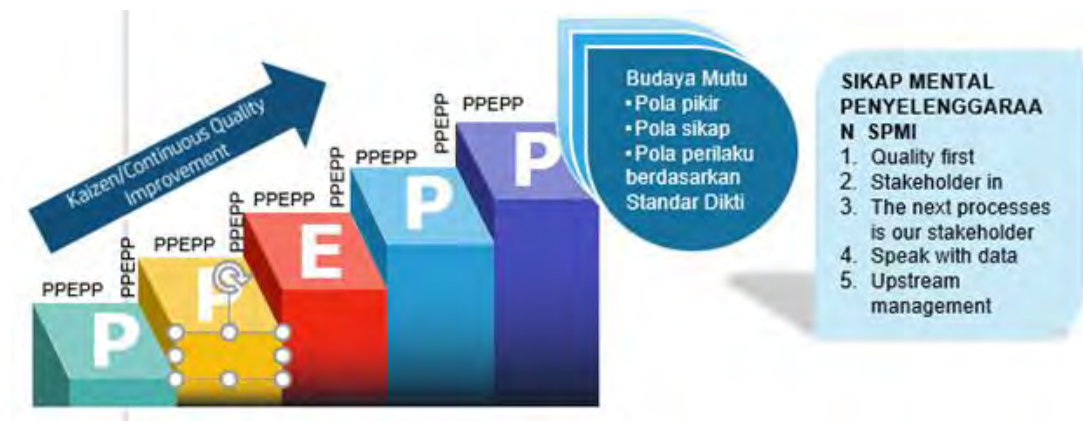 Kaizen/Continuous Quality
Improvement
PPEPP
PPEPP
PPEPP
PPEPP
PPEPP
PPEPP
PPEPP
PPEPP
PPEPP
P
P
E
P
P
Budaya Mutu
▪Pola pikir
▪Pola sikap
▪Pola perilaku
berdasarkan
Standar Dikti
SIKAP MENTAL
PENYELENGGARAA
N SPMI
1. Quality first
2. Stakeholder in
3. The next processes
is our stakeholder
4. Speak with data
5. Upstream
management